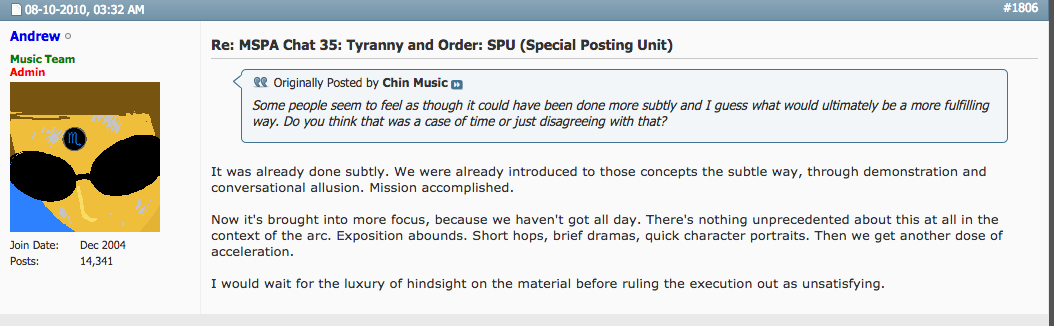 08-10-2010, 03:32 AM
#1806
Andrew
Music Team
Admin
Join Date: Dec 2004
Posts: 14,341
Re: MSPA Chat 35: Tyranny and Order: SPU (Special Posting Unit)
Originally Posted by Chin Music
Some people seem to feel as though it could have been done more subtly and I guess what would ultimately be a more fulfilling
way. Do you think that was a case of time or just disagreeing with that?
It was already done subtly. We were already introduced to those concepts the subtle way, through demonstration and
conversational allusion. Mission accomplished.
Now it's brought into more focus, because we haven't got all day. There's nothing unprecedented about this at all in the
context of the arc. Exposition abounds. Short hops, brief dramas, quick character portraits. Then we get another dose of
acceleration.
I would wait for the luxury of hindsight on the material before ruling the execution out as unsatisfying.